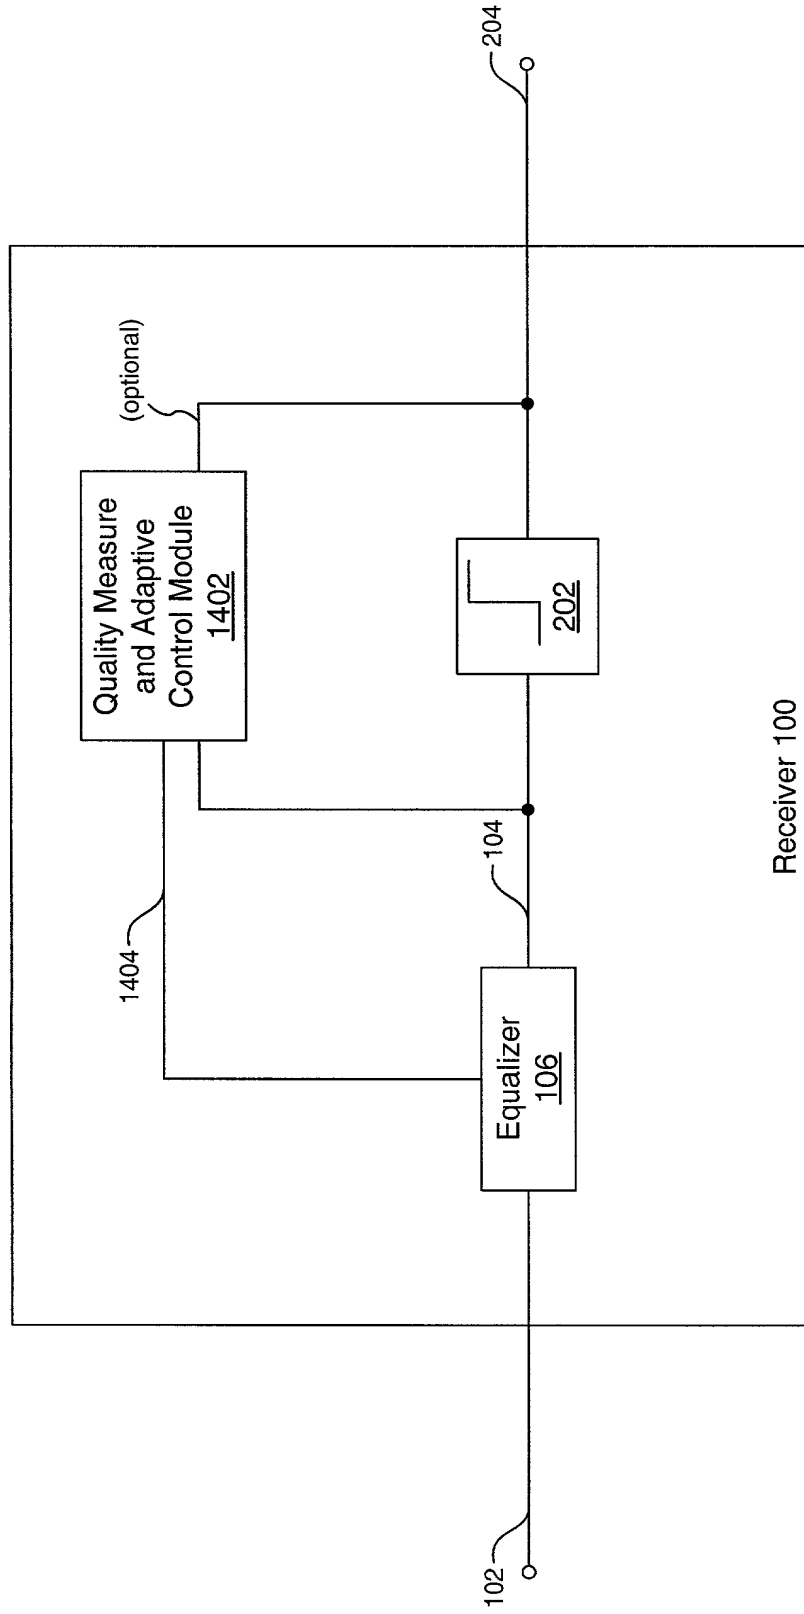 Quality Measure
and Adaptive
Control Module
1402
(optional)
1404
102
Equalizer
106
104
202
204
Receiver 100